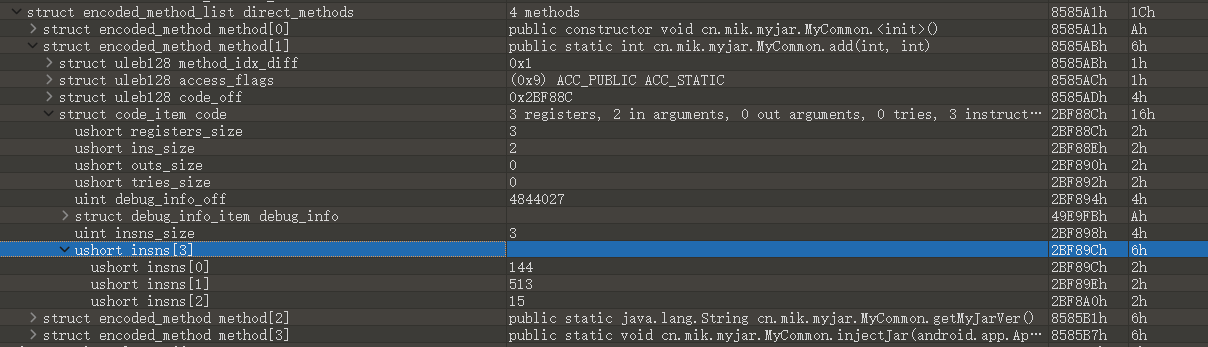 struct encoded_method_list direct_methods 4 methods 8585A1h 1Ch
struct encoded_method method[0] public constructor void cn.mik.myjar.MyCommon.<init>() 8585A1h Ah
struct encoded_method method[1] public static int cn.mik.myjar.MyCommon.add(int, int) 8585ABh 6h
struct uleb128 method_idx_diff 0x1 8585ABh 1h
struct uleb128 access_flags (0x9) ACC_PUBLIC ACC_STATIC 8585ACh 1h
struct uleb128 code_off 0x2BF88C 8585ADh 4h
struct code_item code 3 registers, 2 in arguments, 0 out arguments, 0 tries, 3 instruct… 2BF88Ch 16h
ushort registers_size 3 2BF88Ch 2h
ushort ins_size 2 2BF88Eh 2h
ushort outs_size 0 2BF890h 2h
ushort tries_size 0 2BF892h 2h
uint debug_info_off 4844027 2BF894h 4h
struct debug_info_item debug_info 49E9FBh Ah
uint insns_size 3 2BF898h 4h
ushort insns[3] 2BF89Ch 6h
ushort insns[0] 144 2BF89Ch 2h
ushort insns[1] 513 2BF89Eh 2h
ushort insns[2] 15 2BF8A0h 2h
struct encoded_method method[2] public static java.lang.String cn.mik.myjar.MyCommon.getMyJarVer() 8585B1h 6h
struct encoded_method method[3] public static void cn.mik.myjar.MyCommon.injectJar(android.app.Ap… 8585B7h 6h